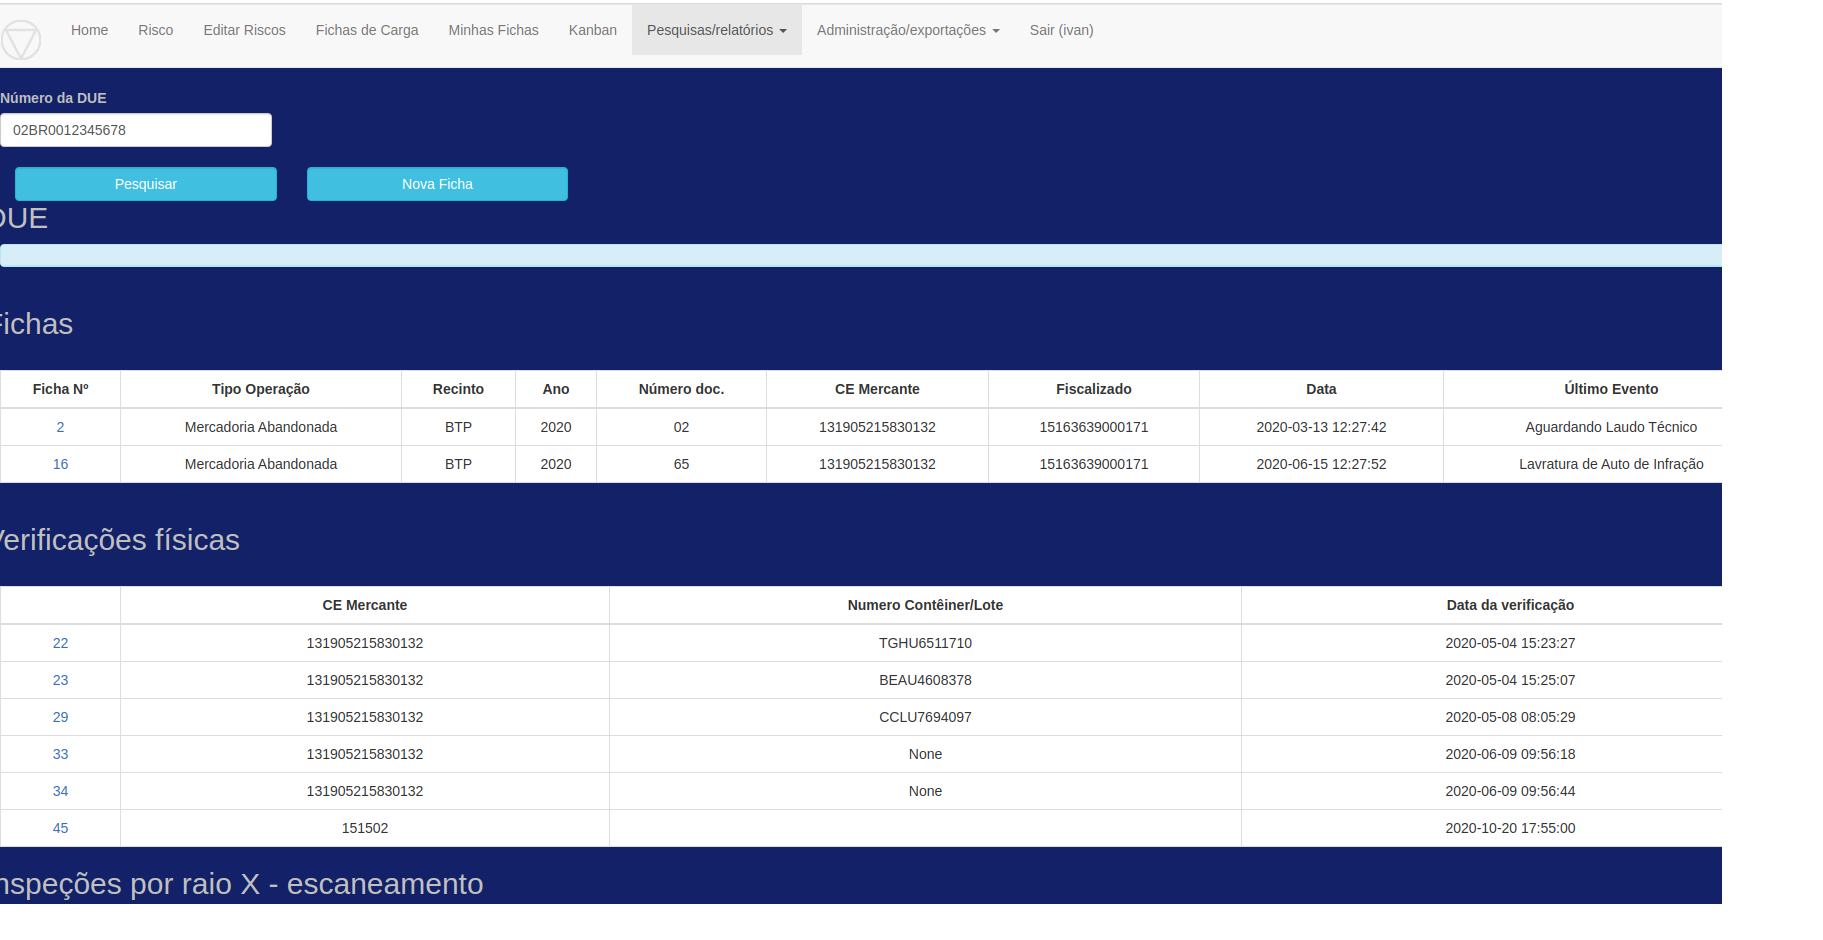 Home Risco Editar Riscos Fichas de Carga Minhas Fichas Kanban Pesquisas/relatórios Administração/exportações Sair (ivan)
Número da DUE
02BR0012345678
Pesquisar Nova Ficha
DUE
Fichas
Ficha Nº Tipo Operação Recinto Ano Número doc. CE Mercante Fiscalizado Data Último Evento
2 Mercadoria Abandonada BTP 2020 02 131905215830132 15163639000171 2020-03-13 12:27:42 Aguardando Laudo Técnico
16 Mercadoria Abandonada BTP 2020 65 131905215830132 15163639000171 2020-06-15 12:27:52 Lavratura de Auto de Infração
Verificações físicas
CE Mercante Numero Contêiner/Lote Data da verificação
22 131905215830132 TGHU6511710 2020-05-04 15:23:27
23 131905215830132 BEAU4608378 2020-05-04 15:25:07
29 131905215830132 CCLU7694097 2020-05-08 08:05:29
33 131905215830132 None 2020-06-09 09:56:18
34 131905215830132 None 2020-06-09 09:56:44
45 151502 2020-10-20 17:55:00
nspeções por raio X - escaneamento